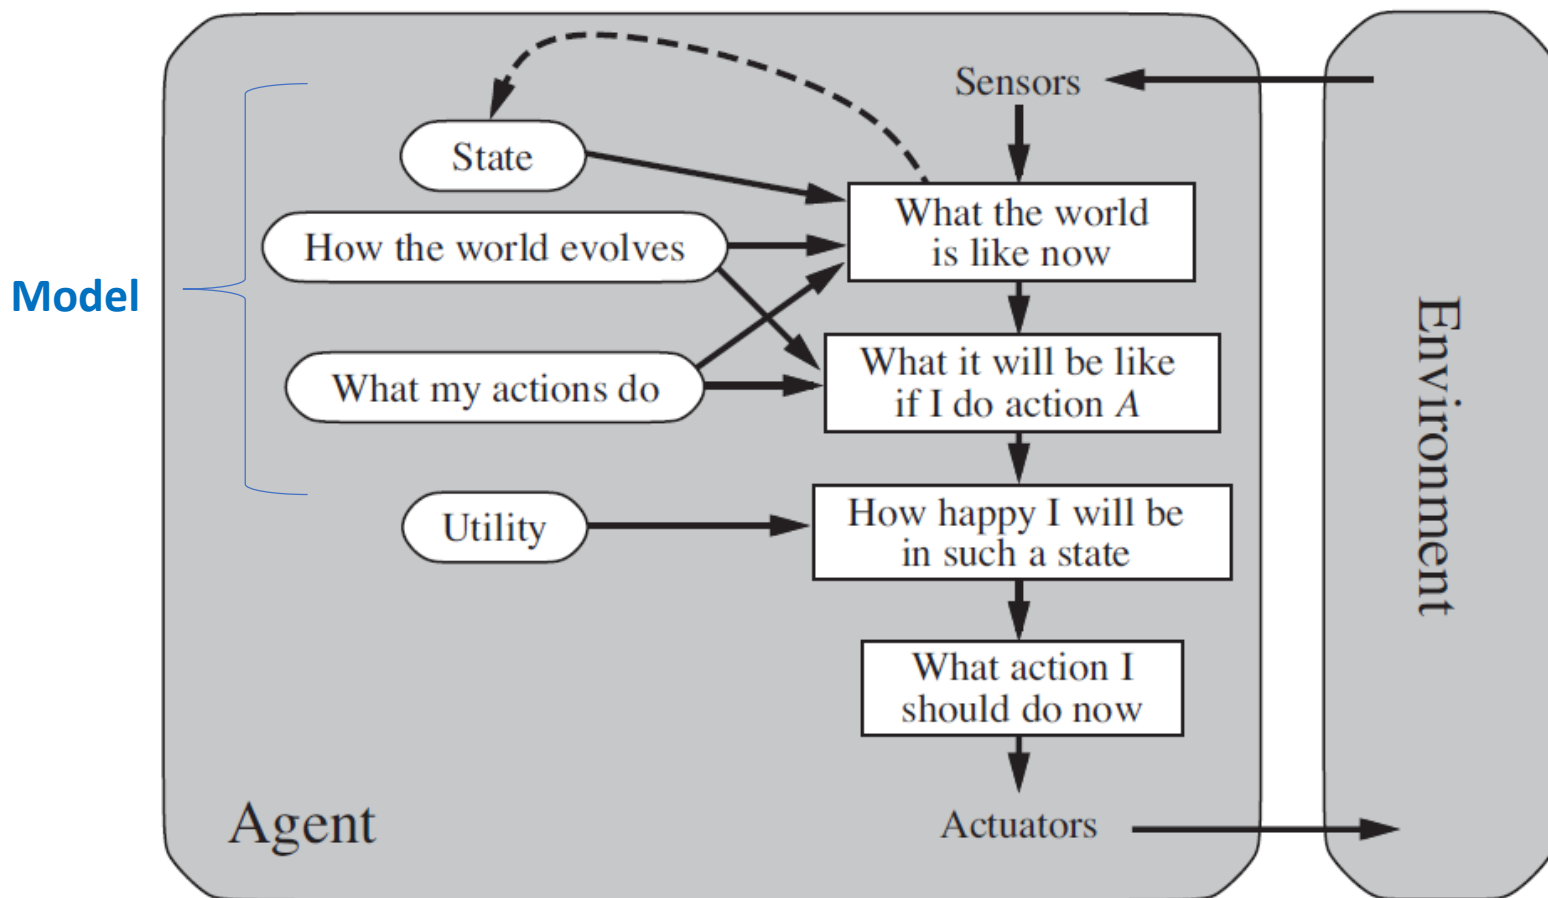 Sensors
State
What the world
is like now
How the world evolves
Model
What it will be like
if I do action A
What my actions do
How happy I will be
in such a state
Utility
What action I
should do now
Actuators
Agent
Environment